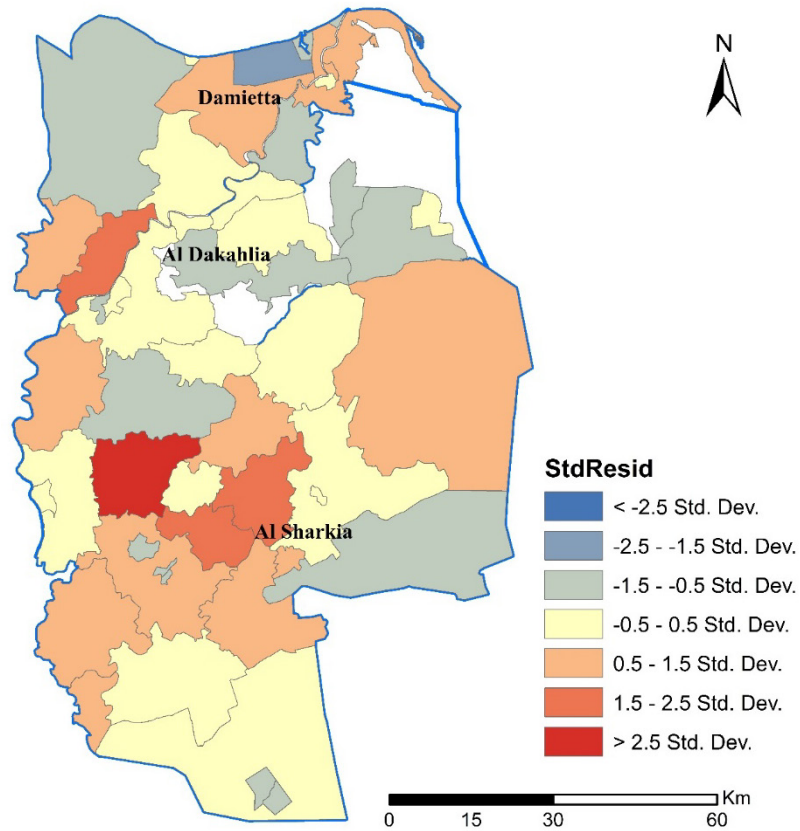 N
Damietta
Al Dakahlia
Al Sharkia
StdResid
< -2.5 Std. Dev.
-2.5 - -1.5 Std. Dev.
-1.5 - -0.5 Std. Dev.
-0.5 - 0.5 Std. Dev.
0.5 - 1.5 Std. Dev.
1.5 - 2.5 Std. Dev.
> 2.5 Std. Dev.
Km
0 15 30 60